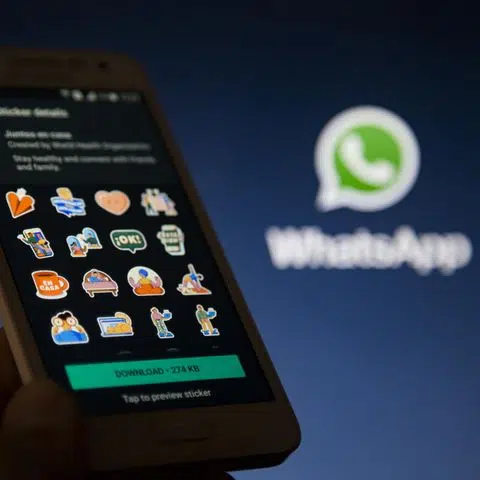 Sticker details
Juntos en casa
Created by World Health Organization
Stay healthy and connect with friends
and family.
¡OK!
EN
CASA
DOWNLOAD • 274 KB
Tap to preview sticker
WhatsApp